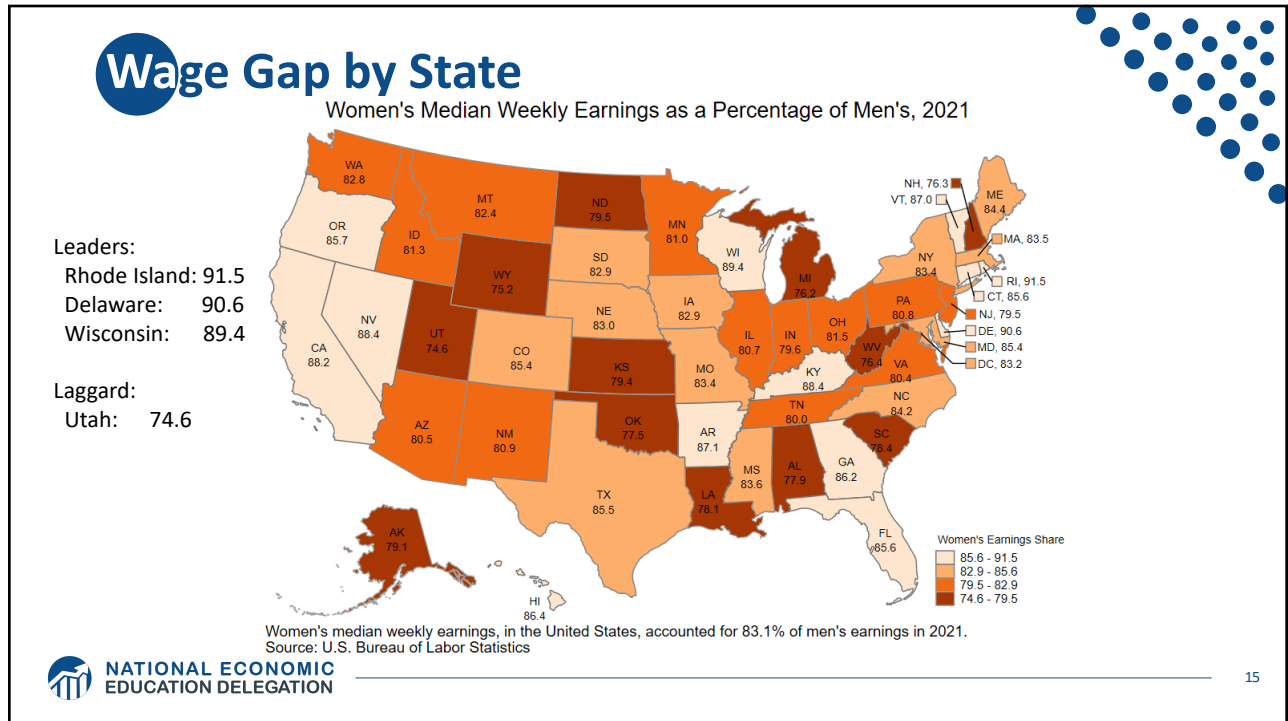 Wage Gap by State
Women's Median Weekly Earnings as a Percentage of Men's, 2021
Leaders:
Rhode Island: 91.5
Delaware: 90.6
Wisconsin: 89.4
Laggard:
Utah: 74.6
WA
82.8
OR
85.7
CA
88.2
NV
88.4
ID
81.3
MT
82.4
WY
75.2
UT
74.6
AZ
80.5
CO
85.4
NM
80.9
ND
79.5
SD
82.9
NE
83.0
KS
79.4
OK
77.5
TX
85.5
MN
81.0
IA
82.9
MO
83.4
AR
87.1
LA
78.1
WI
89.4
IL
80.7
MI
76.2
IN
79.6
OH
81.5
KY
88.4
TN
80.0
MS
83.6
AL
77.9
GA
86.2
FL
85.6
SC
78.4
NC
84.2
VA
80.4
WV
76.4
PA
80.8
NY
83.4
ME
84.4
NH, 76.3
VT, 87.0
MA, 83.5
RI, 91.5
CT, 85.6
NJ, 79.5
DE, 90.6
MD, 85.4
DC, 83.2
AK
79.1
HI
86.4
Women's Earnings Share
85.6 - 91.5
82.9 - 85.6
79.5 - 82.9
74.6 - 79.5
Women's median weekly earnings, in the United States, accounted for 83.1% of men's earnings in 2021.
Source: U.S. Bureau of Labor Statistics
NATIONAL ECONOMIC
EDUCATION DELEGATION
15